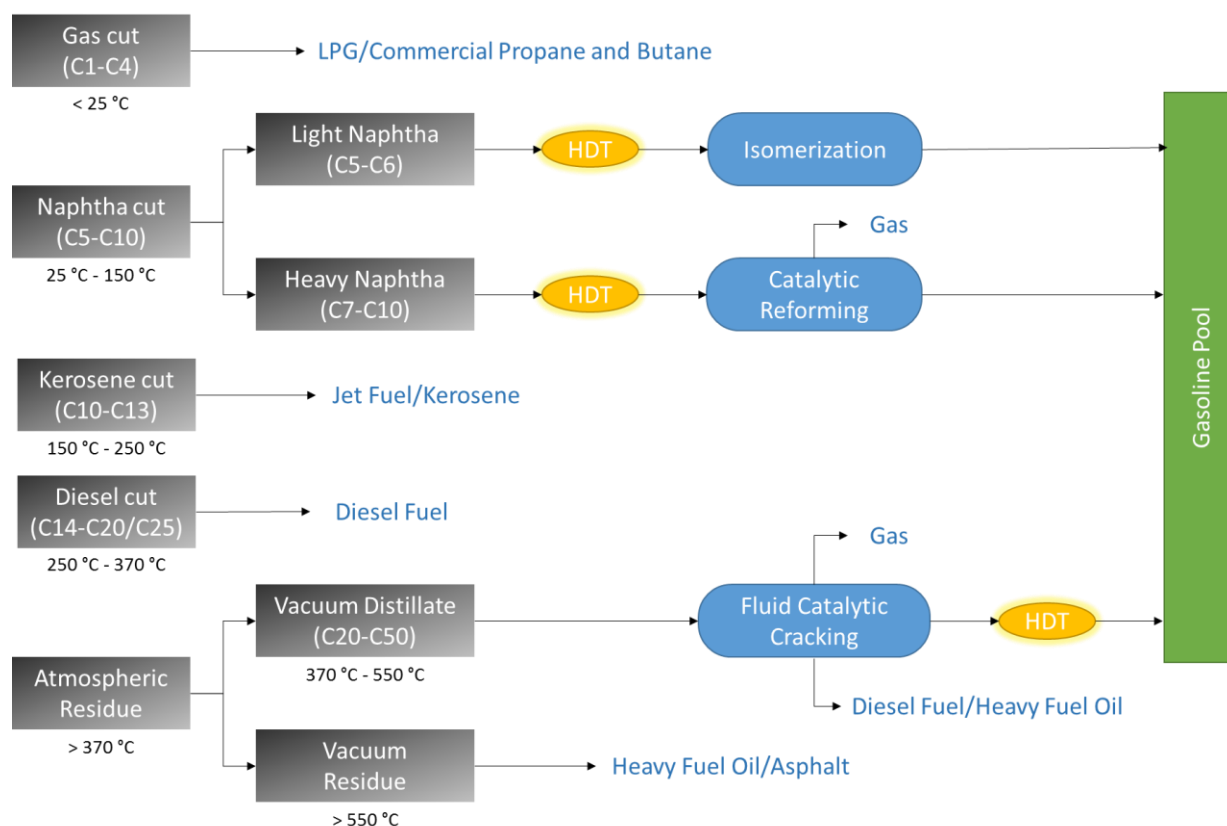 Gas cut
(C1-C4)
< 25 °C
LPG/Commercial Propane and Butane
Naphtha cut
(C5-C10)
25 °C - 150 °C
Light Naphtha
(C5-C6)
HDT
Isomerization
Heavy Naphtha
(C7-C10)
HDT
Catalytic
Reforming
Gas
Kerosene cut
(C10-C13)
150 °C - 250 °C
Jet Fuel/Kerosene
Diesel cut
(C14-C20/C25)
250 °C - 370 °C
Diesel Fuel
Atmospheric
Residue
> 370 °C
Vacuum Distillate
(C20-C50)
370 °C - 550 °C
Fluid Catalytic
Cracking
Gas
HDT
Diesel Fuel/Heavy Fuel Oil
Vacuum
Residue
> 550 °C
Heavy Fuel Oil/Asphalt
Gasoline Pool